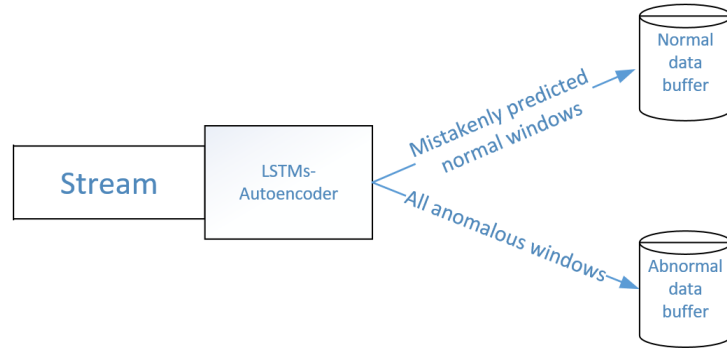 Stream
LSTMs-
Autoencoder
Mistakenly predicted
normal windows
All anomalous windows
Normal
data
buffer
Abnormal
data
buffer